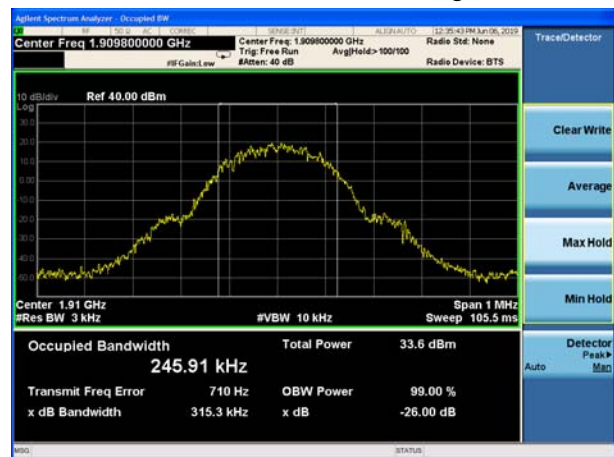 Agilent Spectrum Analyzer - Occupied BW
RF 50 Ω AC CORREC SENSE:INT ALIGN AUTO 12:35:43 PM Jun 06, 2019
Center Freq 1.909800000 GHz Center Freq: 1.909800000 GHz Radio Std: None Trace/Detector
Trig: Free Run Avg|Hold:> 100/100
#IFGain:Low #Atten: 40 dB Radio Device: BTS
10 dB/div Ref 40.00 dBm
Log
30.0
20.0
10.0
0.00
-10.0
-20.0
-30.0
-40.0
-50.0
Clear Write
Average
Max Hold
Min Hold
Center 1.91 GHz Span 1 MHz
#Res BW 3 kHz #VBW 10 kHz Sweep 105.5 ms
Occupied Bandwidth Total Power 33.6 dBm
245.91 kHz
Transmit Freq Error 710 Hz OBW Power 99.00 %
x dB Bandwidth 315.3 kHz x dB -26.00 dB
Detector
Peak▶
Auto Man
MSG STATUS